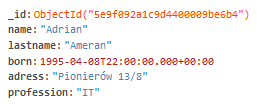 _id:ObjectId("5e9f092a1c9d4400009be6b4")
name:"Adrian"
lastname:"Ameran"
born:1995-04-08T22:00:00.000+00:00
adress:"Pionierów 13/8"
profession:"IT"